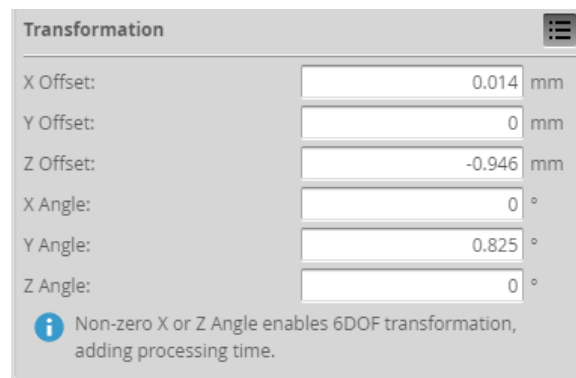 Transformation
X Offset: 0.014 mm
Y Offset: 0 mm
Z Offset: -0.946 mm
X Angle: 0 °
Y Angle: 0.825 °
Z Angle: 0 °
Non-zero X or Z Angle enables 6DOF transformation,
adding processing time.